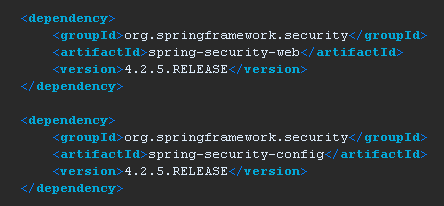 <dependency>
<groupId>org.springframework.security</groupId>
<artifactId>spring-security-web</artifactId>
<version>4.2.5.RELEASE</version>
</dependency>
<dependency>
<groupId>org.springframework.security</groupId>
<artifactId>spring-security-config</artifactId>
<version>4.2.5.RELEASE</version>
</dependency>